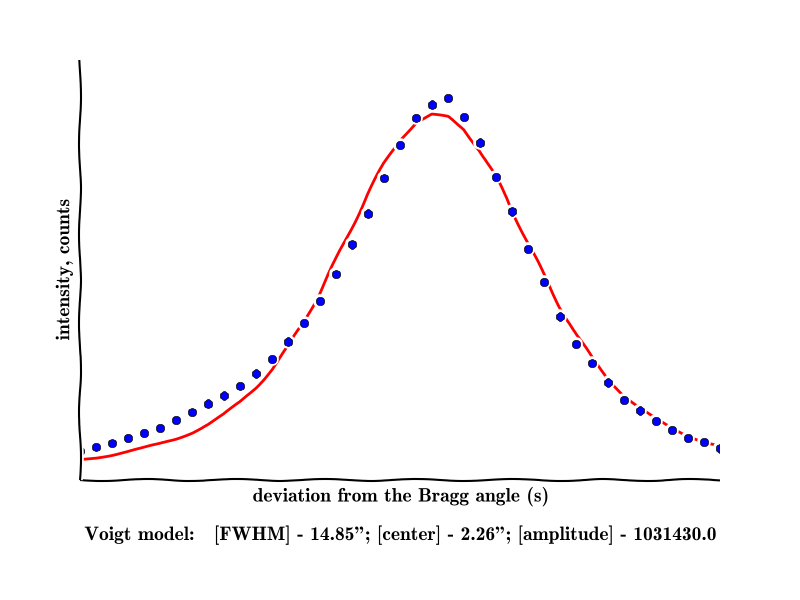 intensity, counts
deviation from the Bragg angle (s)
Voigt model: [FWHM] - 14.85”; [center] - 2.26”; [amplitude] - 1031430.0